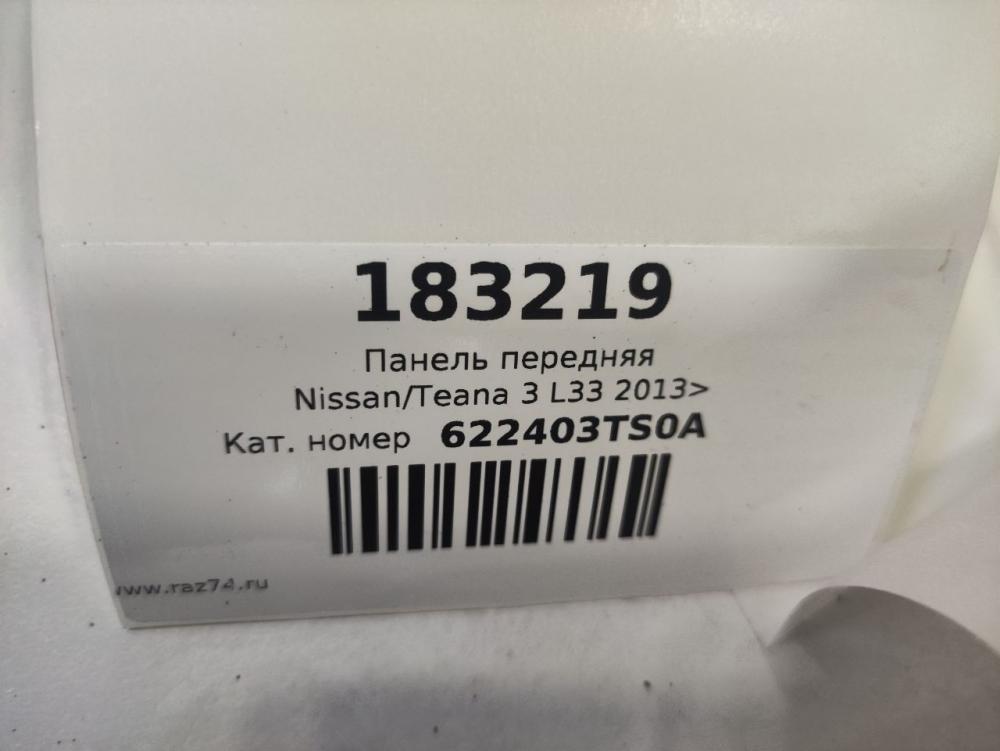 183219
Панель передняя
Nissan/Teana 3 L33 2013>
Кат. номер 622403TS0A
www.raz74.ru